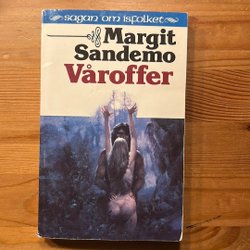 sagan om isfolket
Margit
Sandemo
Våroffer